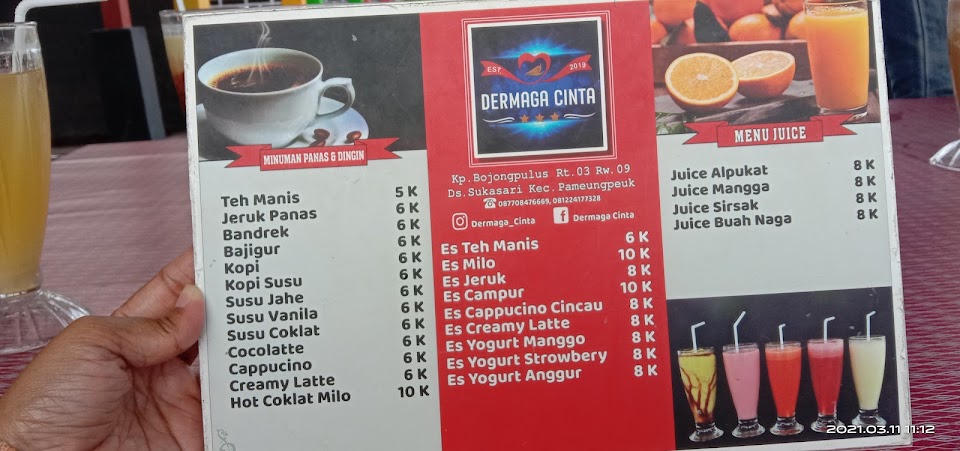 MINUMAN PANAS & DINGIN
Teh Manis 5 K
Jeruk Panas 6 K
Bandrek 6 K
Bajigur 6 K
Kopi 6 K
Kopi Susu 6 K
Susu Jahe 6 K
Susu Vanila 6 K
Susu Coklat 6 K
Cocolatte 6 K
Cappucino 6 K
Creamy Latte 6 K
Hot Coklat Milo 10 K
EST 2019
DERMAGA CINTA
Kp.Bojongpulus Rt.03 Rw.09
Ds.Sukasari Kec.Pameungpeuk
087708476669, 081224177328
Dermaga_Cinta Dermaga Cinta
Es Teh Manis 6 K
Es Milo 10 K
Es Jeruk 8 K
Es Campur 10 K
Es Cappucino Cincau 8 K
Es Creamy Latte 8 K
Es Yogurt Manggo 8 K
Es Yogurt Strowbery 8 K
Es Yogurt Anggur 8 K
MENU JUICE
Juice Alpukat 8 K
Juice Mangga 8 K
Juice Sirsak 8 K
Juice Buah Naga 8 K
2021.03.11 11:12